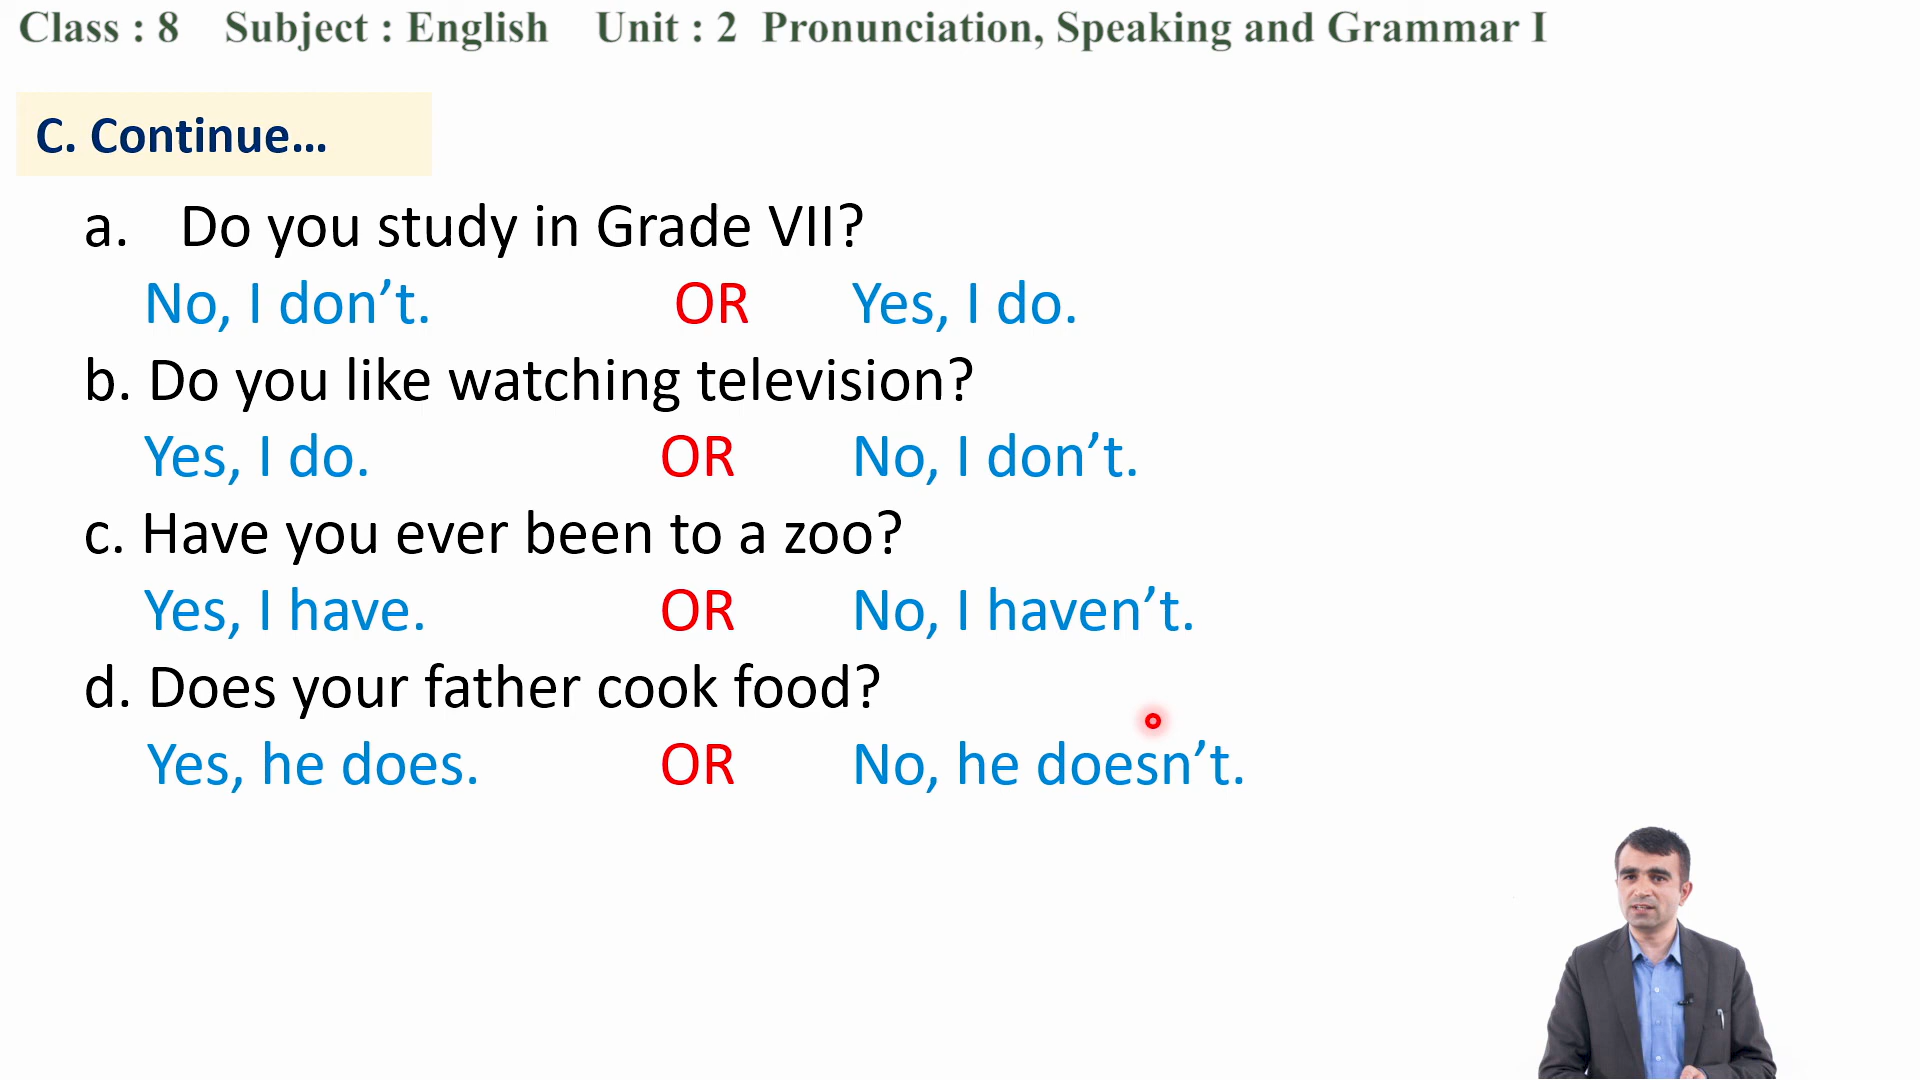 Class : 8 Subject : English Unit : 2 Pronunciation, Speaking and Grammar I
C. Continue...
a. Do you study in Grade VII?
No, I don’t. OR Yes, I do.
b. Do you like watching television?
Yes, I do. OR No, I don’t.
c. Have you ever been to a zoo?
Yes, I have. OR No, I haven’t.
d. Does your father cook food?
Yes, he does. OR No, he doesn’t.